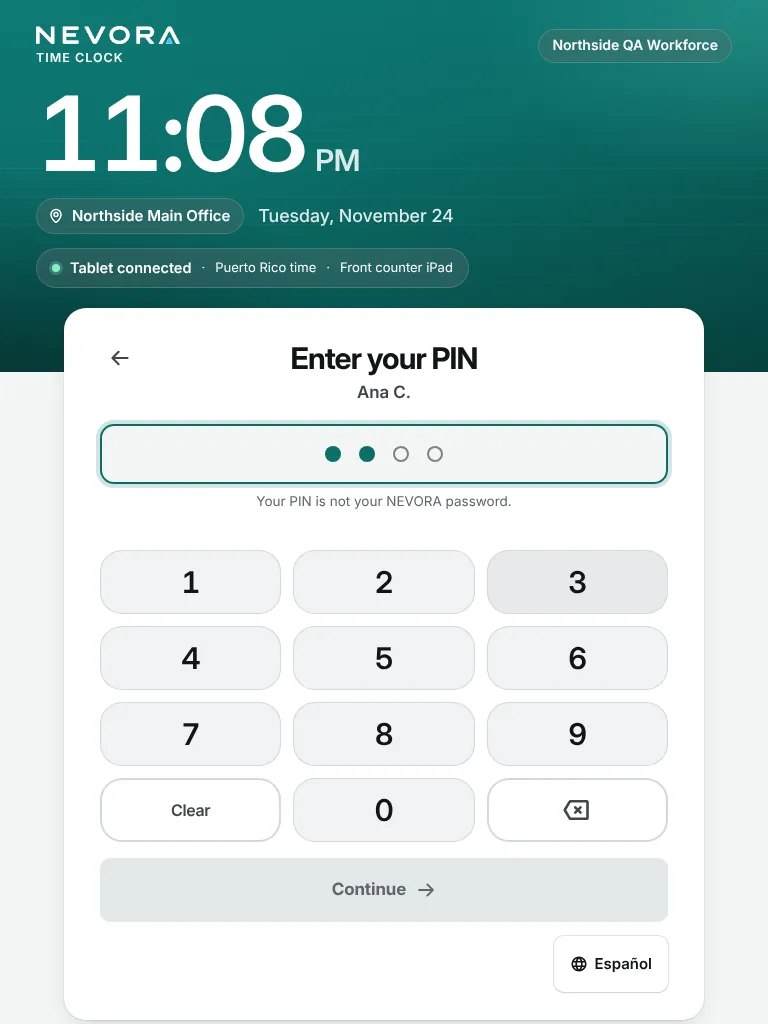 NEVORA
TIME CLOCK
Northside QA Workforce
11:08 PM
Northside Main Office
Tuesday, November 24
Tablet connected · Puerto Rico time · Front counter iPad
Enter your PIN
Ana C.
Your PIN is not your NEVORA password.
1 2 3
4 5 6
7 8 9
Clear 0
Continue →
Español